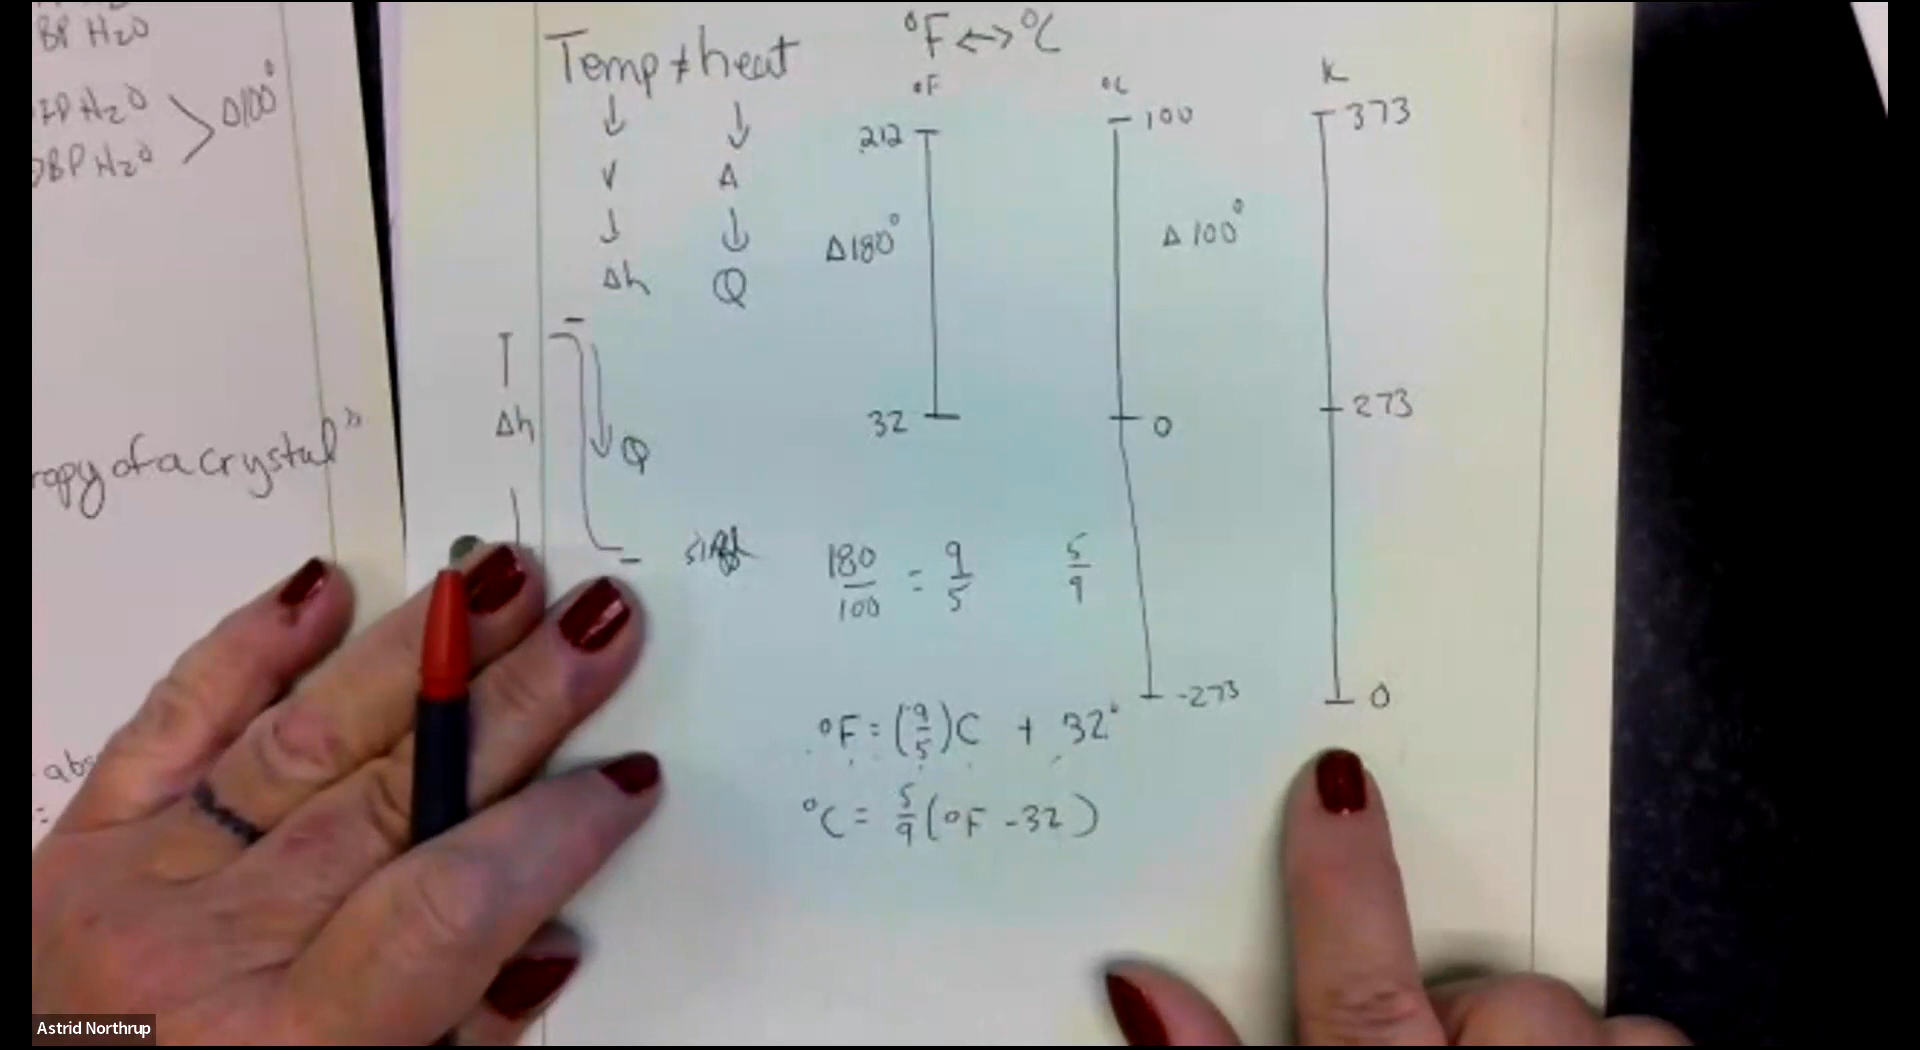 BP H₂O
FP H₂O
BP H₂O
Δ100°
of a crystal"
abs
=
Temp ≠ heat
↓ ↓
V Δ
↓ ↓
Δh Q
Δh
Q
°F ↔ °C
°F
212
Δ180°
32
°C
100
Δ100°
0
-273
K
373
273
0
180/100 = 9/5
5/9
°F = (9/5)C + 32°
°C = 5/9(°F - 32)
Astrid Northrup